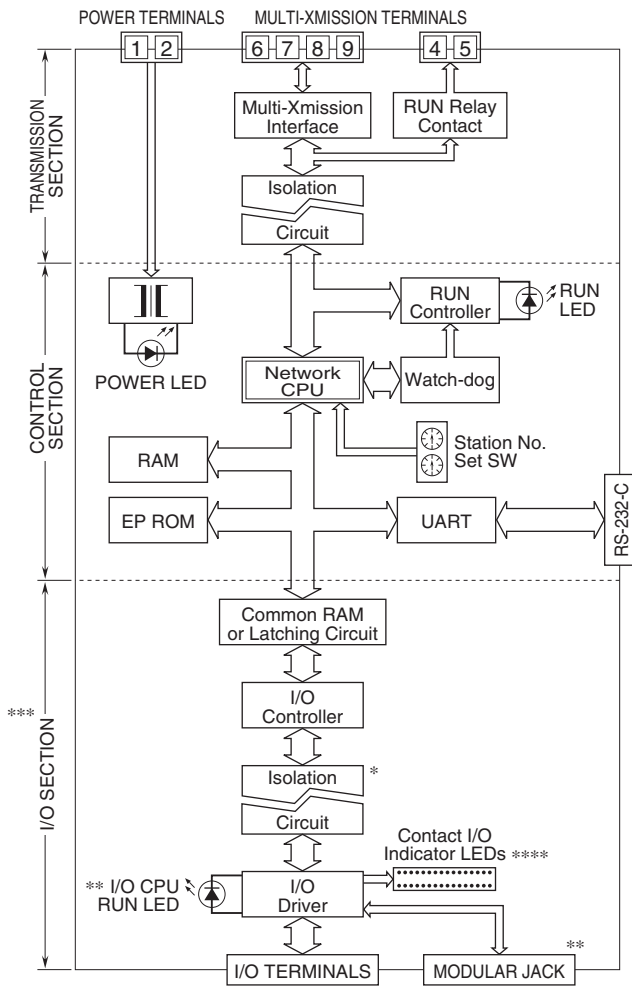 POWER TERMINALS
MULTI-XMISSION TERMINALS
1 2
6 7 8 9
4 5
TRANSMISSION
SECTION
Multi-Xmission
Interface
RUN Relay
Contact
Isolation
Circuit
CONTROL
SECTION
POWER LED
RUN
Controller
RUN
LED
Network
CPU
Watch-dog
Station No.
Set SW
RAM
EP ROM
UART
RS-232-C
Common RAM
or Latching Circuit
*** I/O SECTION
I/O
Controller
Isolation
*
Circuit
Contact I/O
Indicator LEDs ****
** I/O CPU
RUN LED
I/O
Driver
**
I/O TERMINALS
MODULAR JACK